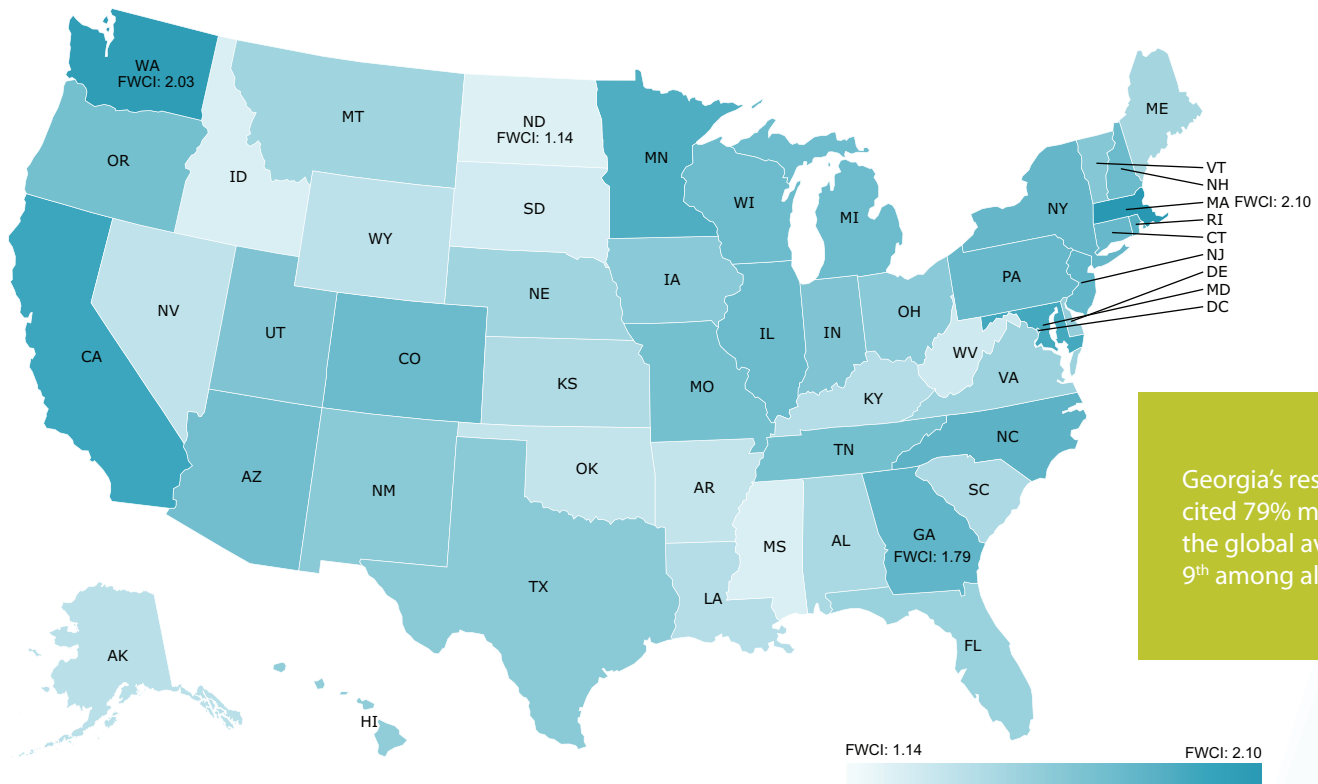 WA
FWCI: 2.03
MT
ND
FWCI: 1.14
ME
OR
MN
ID
VT
NH
SD
WI
MA FWCI: 2.10
MI
NY
RI
WY
CT
NJ
PA
IA
DE
NE
MD
NV
DC
OH
UT
IL
IN
CA
CO
WV
VA
KS
MO
KY
NC
TN
OK
AZ
NM
AR
SC
GA
FWCI: 1.79
MS
AL
TX
LA
FL
AK
HI
Georgia's res
cited 79% m
the global av
9th among al
FWCI: 1.14
FWCI: 2.10